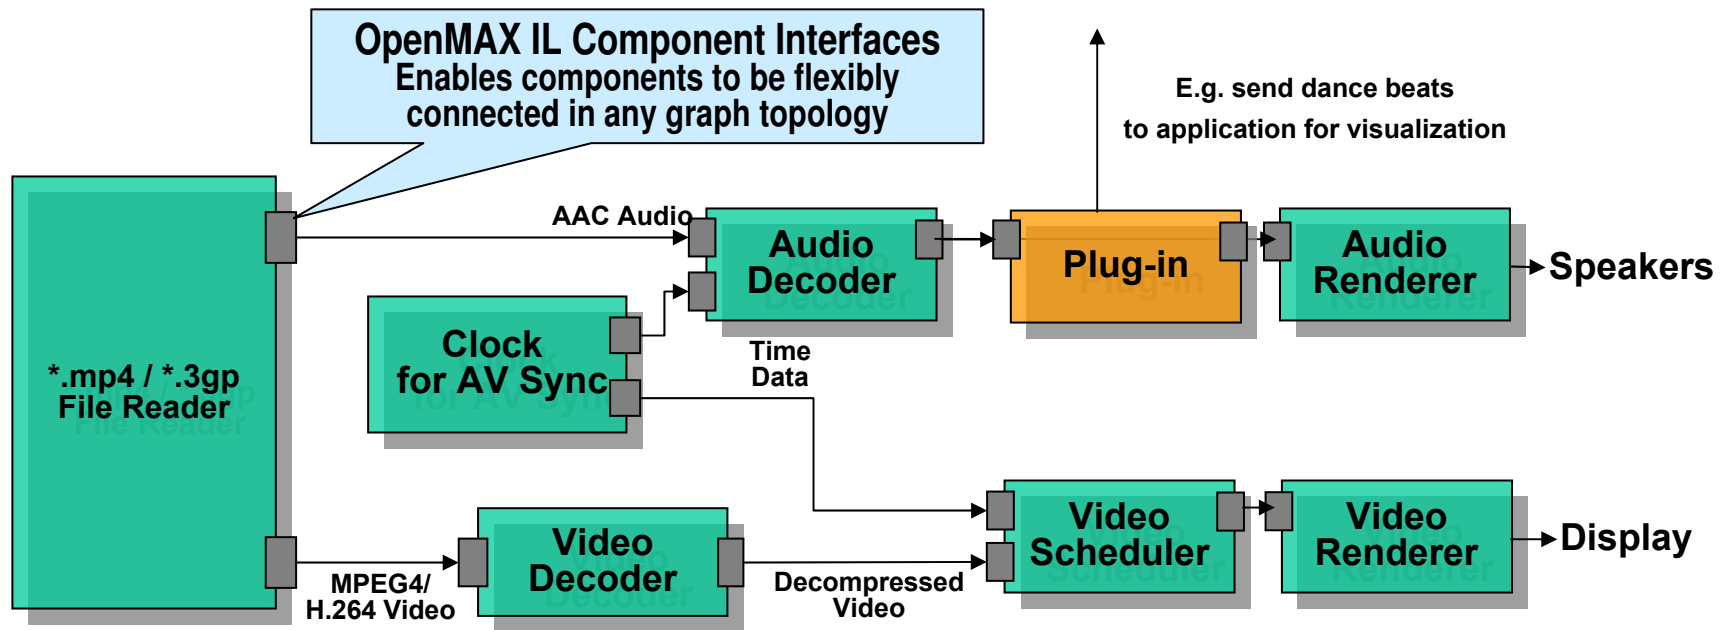 OpenMAX IL Component Interfaces
Enables components to be flexibly
connected in any graph topology
E.g. send dance beats
to application for visualization
AAC Audio
Audio
Decoder
Plug-in
Audio
Renderer
Speakers
Clock
for AV Sync
Time
Data
*.mp4 / *.3gp
File Reader
Video
Decoder
MPEG4/
H.264 Video
Decompressed
Video
Video
Scheduler
Video
Renderer
Display